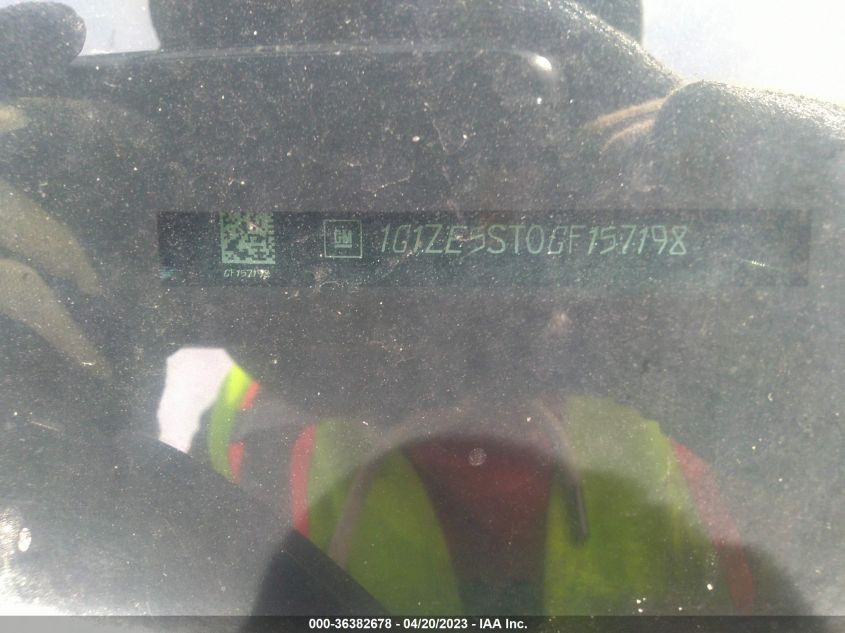 GM 1G1ZE5ST0GF157198
GF157198
000-36382678 - 04/20/2023 - IAA Inc.